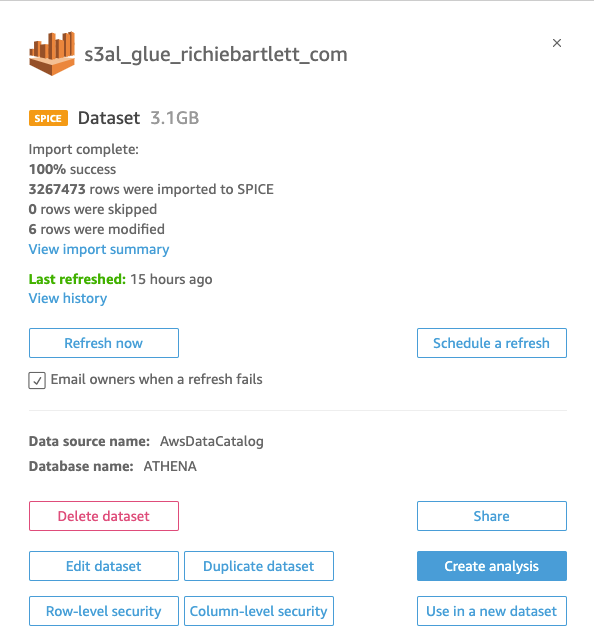 s3al_glue_richiebartlett_com
SPICE Dataset 3.1GB
Import complete:
100% success
3267473 rows were imported to SPICE
0 rows were skipped
6 rows were modified
View import summary
Last refreshed: 15 hours ago
View history
Refresh now Schedule a refresh
Email owners when a refresh fails
Data source name: AwsDataCatalog
Database name: ATHENA
Delete dataset Share
Edit dataset Duplicate dataset Create analysis
Row-level security Column-level security Use in a new dataset